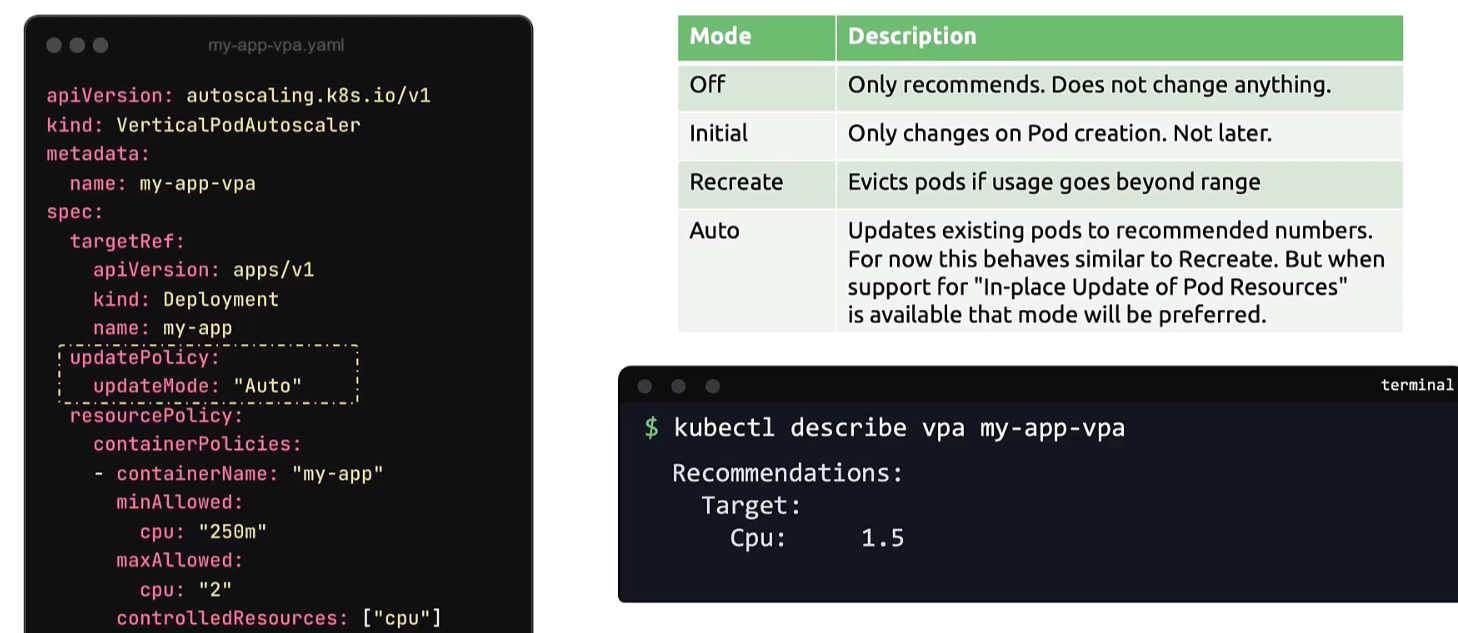 my-app-vpa.yaml
apiVersion: autoscaling.k8s.io/v1
kind: VerticalPodAutoscaler
metadata:
  name: my-app-vpa
spec:
  targetRef:
    apiVersion: apps/v1
    kind: Deployment
    name: my-app
  updatePolicy:
    updateMode: "Auto"
  resourcePolicy:
    containerPolicies:
    - containerName: "my-app"
      minAllowed:
        cpu: "250m"
      maxAllowed:
        cpu: "2"
      controlledResources: ["cpu"]
Mode Description
Off Only recommends. Does not change anything.
Initial Only changes on Pod creation. Not later.
Recreate Evicts pods if usage goes beyond range
Auto Updates existing pods to recommended numbers.
For now this behaves similar to Recreate. But when
support for "In-place Update of Pod Resources"
is available that mode will be preferred.
terminal
$ kubectl describe vpa my-app-vpa
Recommendations:
  Target:
    Cpu: 1.5